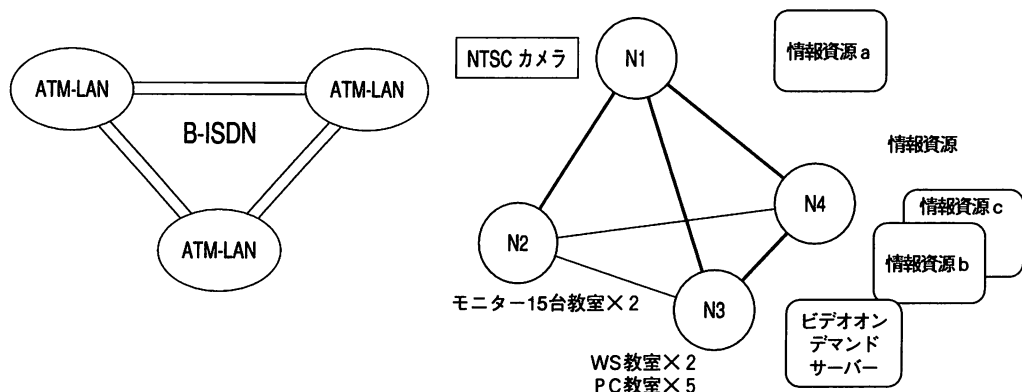 ATM-LAN
ATM-LAN
B-ISDN
ATM-LAN
NTSC カメラ
N1
情報資源 a
情報資源
N4
情報資源 c
N2
情報資源 b
モニター15台教室×2
N3
ビデオオン
デマンド
サーバー
WS教室×2
PC教室×5